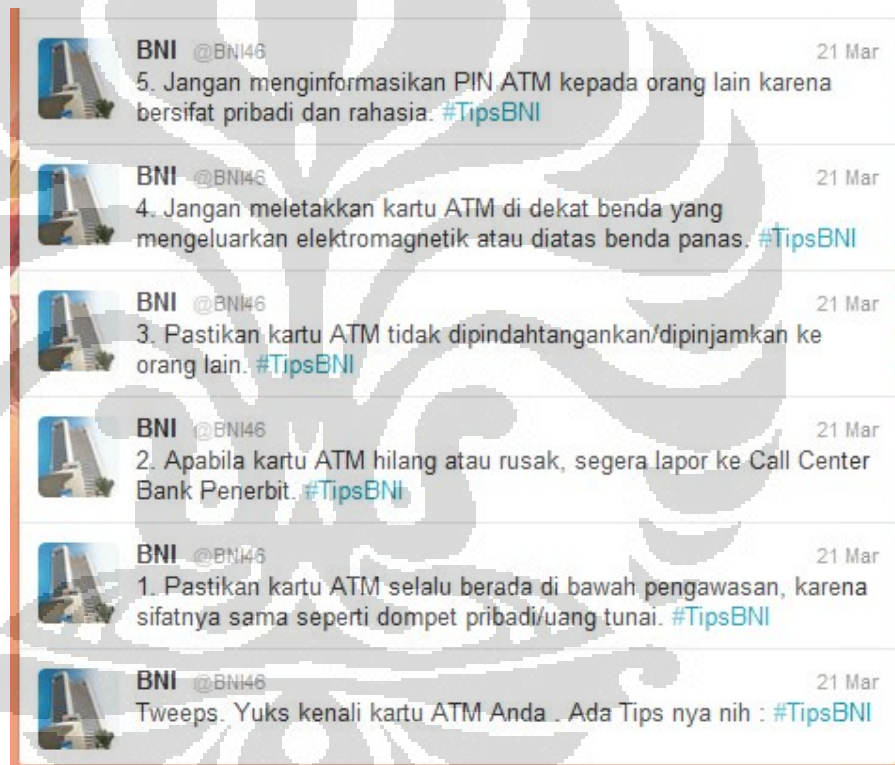 BNI @BNI46 21 Mar
5. Jangan menginformasikan PIN ATM kepada orang lain karena
bersifat pribadi dan rahasia. #TipsBNI
BNI @BNI46 21 Mar
4. Jangan meletakkan kartu ATM di dekat benda yang
mengeluarkan elektromagnetik atau diatas benda panas. #TipsBNI
BNI @BNI46 21 Mar
3. Pastikan kartu ATM tidak dipindahtangankan/dipinjamkan ke
orang lain. #TipsBNI
BNI @BNI46 21 Mar
2. Apabila kartu ATM hilang atau rusak, segera lapor ke Call Center
Bank Penerbit. #TipsBNI
BNI @BNI46 21 Mar
1. Pastikan kartu ATM selalu berada di bawah pengawasan, karena
sifatnya sama seperti dompet pribadi/uang tunai. #TipsBNI
BNI @BNI46 21 Mar
Tweeps. Yuks kenali kartu ATM Anda . Ada Tips nya nih : #TipsBNI